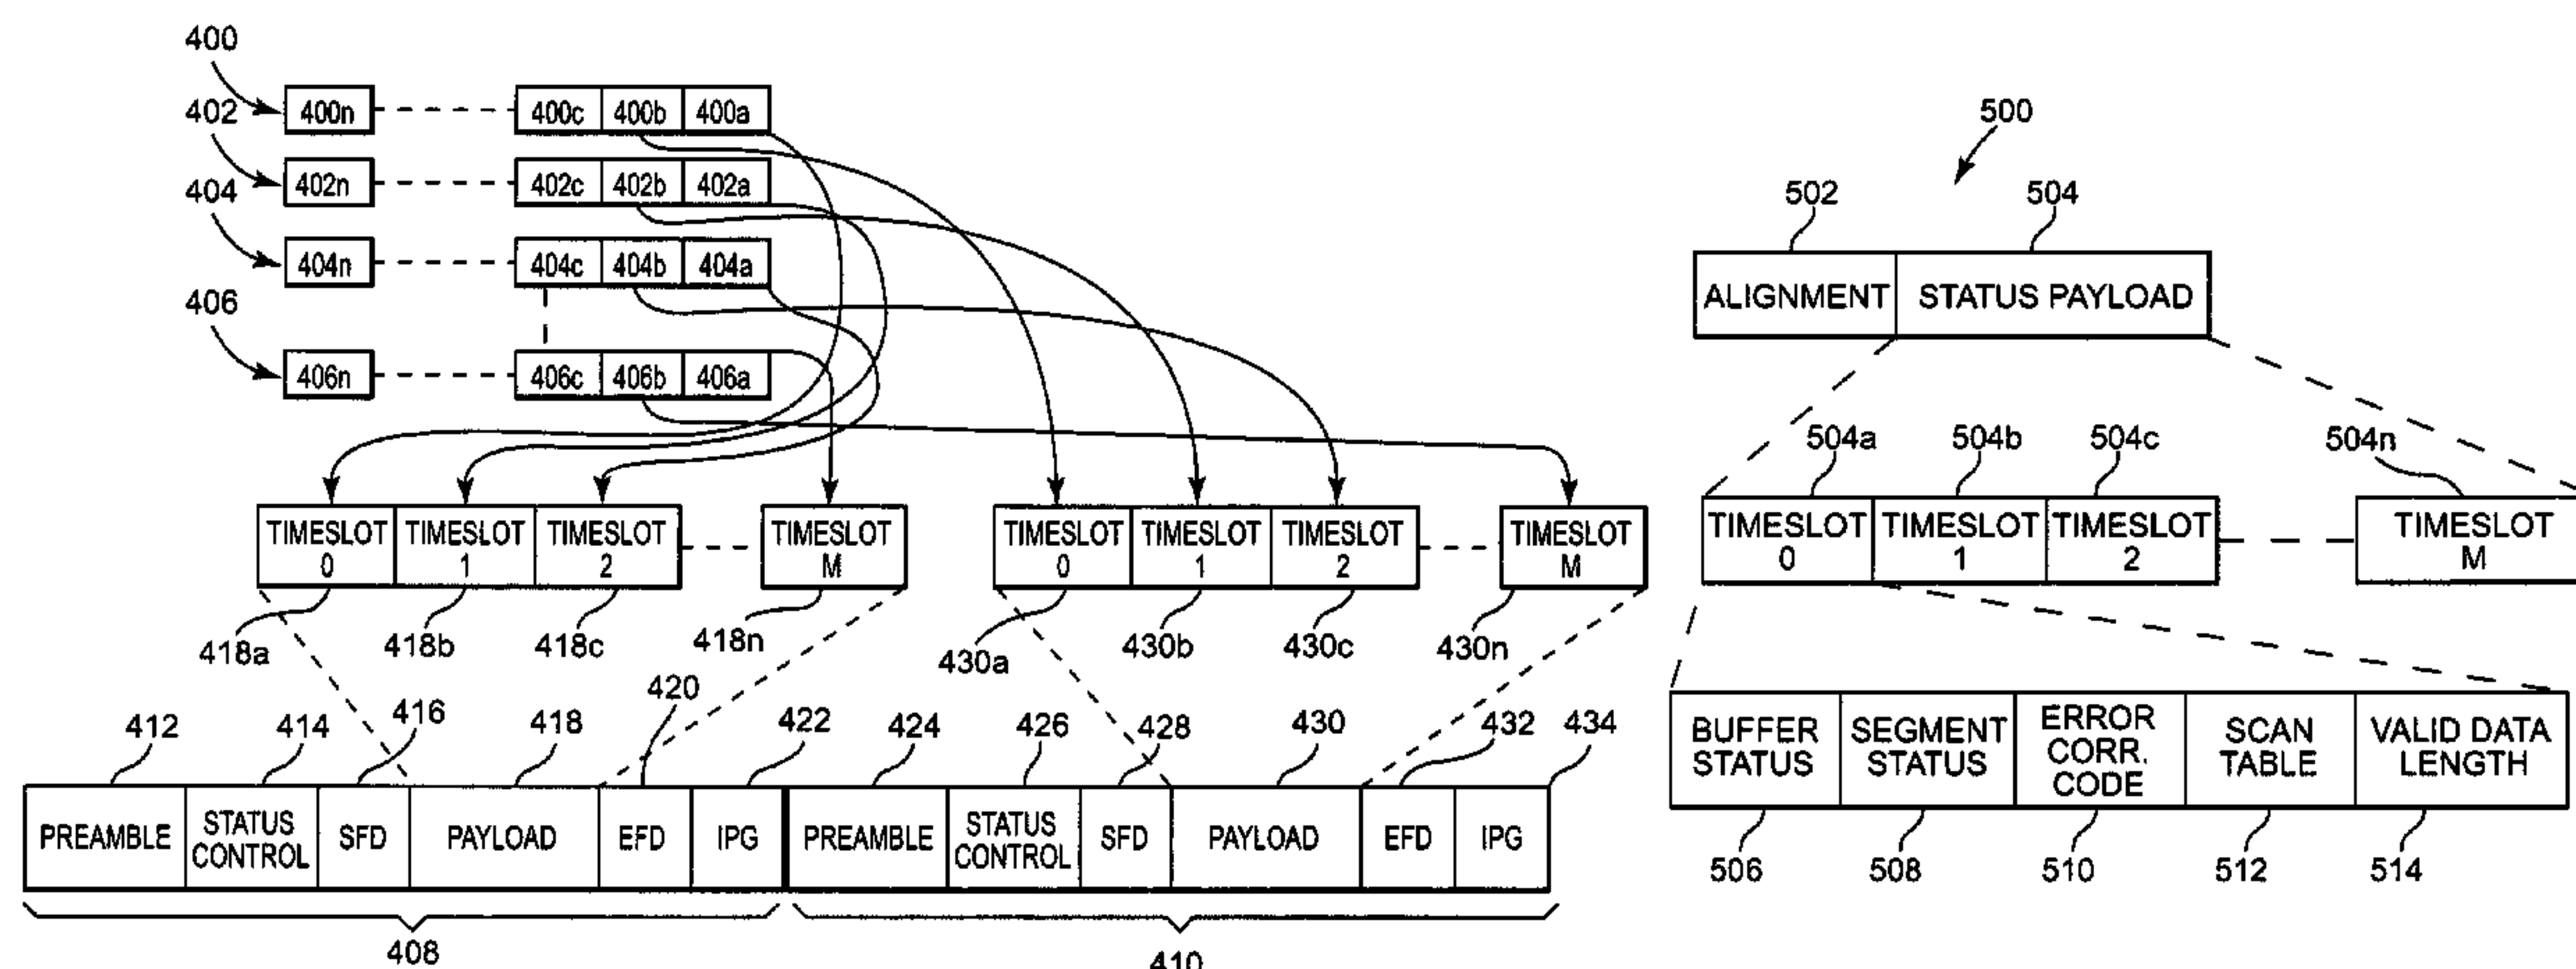 400
400n 400c 400b 400a
402
402n 402c 402b 402a
404
404n 404c 404b 404a
406
406n 406c 406b 406a
TIMESLOT 0
TIMESLOT 1
TIMESLOT 2
TIMESLOT M
418a 418b 418c 418n
TIMESLOT 0
TIMESLOT 1
TIMESLOT 2
TIMESLOT M
430a 430b 430c 430n
412 414 416 418 420 422 424 426 428 430 432 434
PREAMBLE
STATUS CONTROL
SFD
PAYLOAD
EFD
IPG
PREAMBLE
STATUS CONTROL
SFD
PAYLOAD
EFD
IPG
408 410
500
502 504
ALIGNMENT STATUS PAYLOAD
504a 504b 504c 504n
TIMESLOT 0
TIMESLOT 1
TIMESLOT 2
TIMESLOT M
BUFFER STATUS
SEGMENT STATUS
ERROR CORR. CODE
SCAN TABLE
VALID DATA LENGTH
506 508 510 512 514